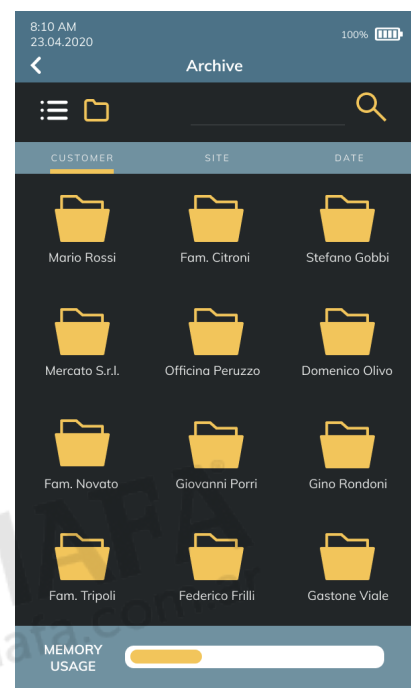 8:10 AM
100%
23.04.2020
Archive
CUSTOMER SITE DATE
Mario Rossi Fam. Citroni Stefano Gobbi
Mercato S.r.l. Officina Peruzzo Domenico Olivo
Fam. Novato Giovanni Porri Gino Rondoni
Fam. Tripoli Federico Frilli Gastone Viale
MEMORY
USAGE